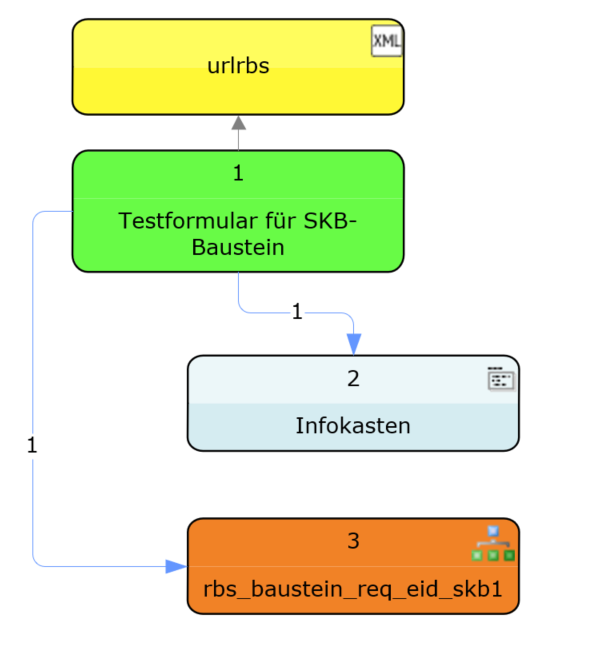 XML
urlrbs
1
Testformular für SKB-
Baustein
1
2
Infokasten
1
3
rbs_baustein_req_eid_skb1